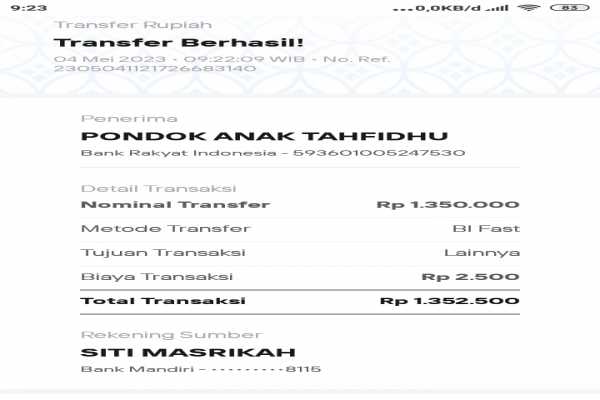 9:23 ...0,0KB/d 83
Transfer Rupiah
Transfer Berhasil!
04 Mei 2023 • 09:22:09 WIB • No. Ref.
2305041121726683140
Penerima
PONDOK ANAK TAHFIDHU
Bank Rakyat Indonesia - 593601005247530
Detail Transaksi
Nominal Transfer Rp 1.350.000
Metode Transfer BI Fast
Tujuan Transaksi Lainnya
Biaya Transaksi Rp 2.500
Total Transaksi Rp 1.352.500
Rekening Sumber
SITI MASRIKAH
Bank Mandiri - •••••••••8115